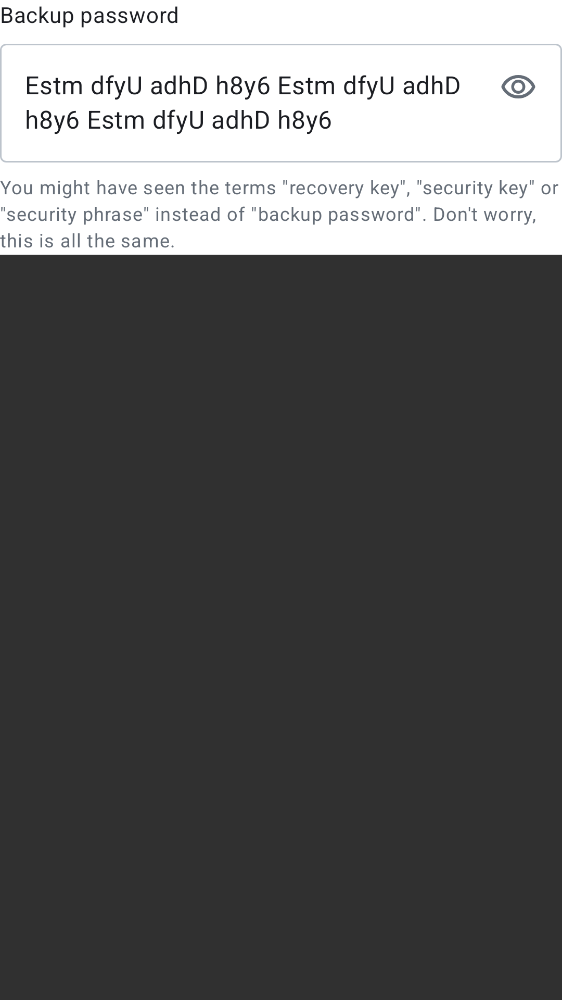 Backup password
Estm dfyU adhD h8y6 Estm dfyU adhD
h8y6 Estm dfyU adhD h8y6
You might have seen the terms "recovery key", "security key" or
"security phrase" instead of "backup password". Don't worry,
this is all the same.